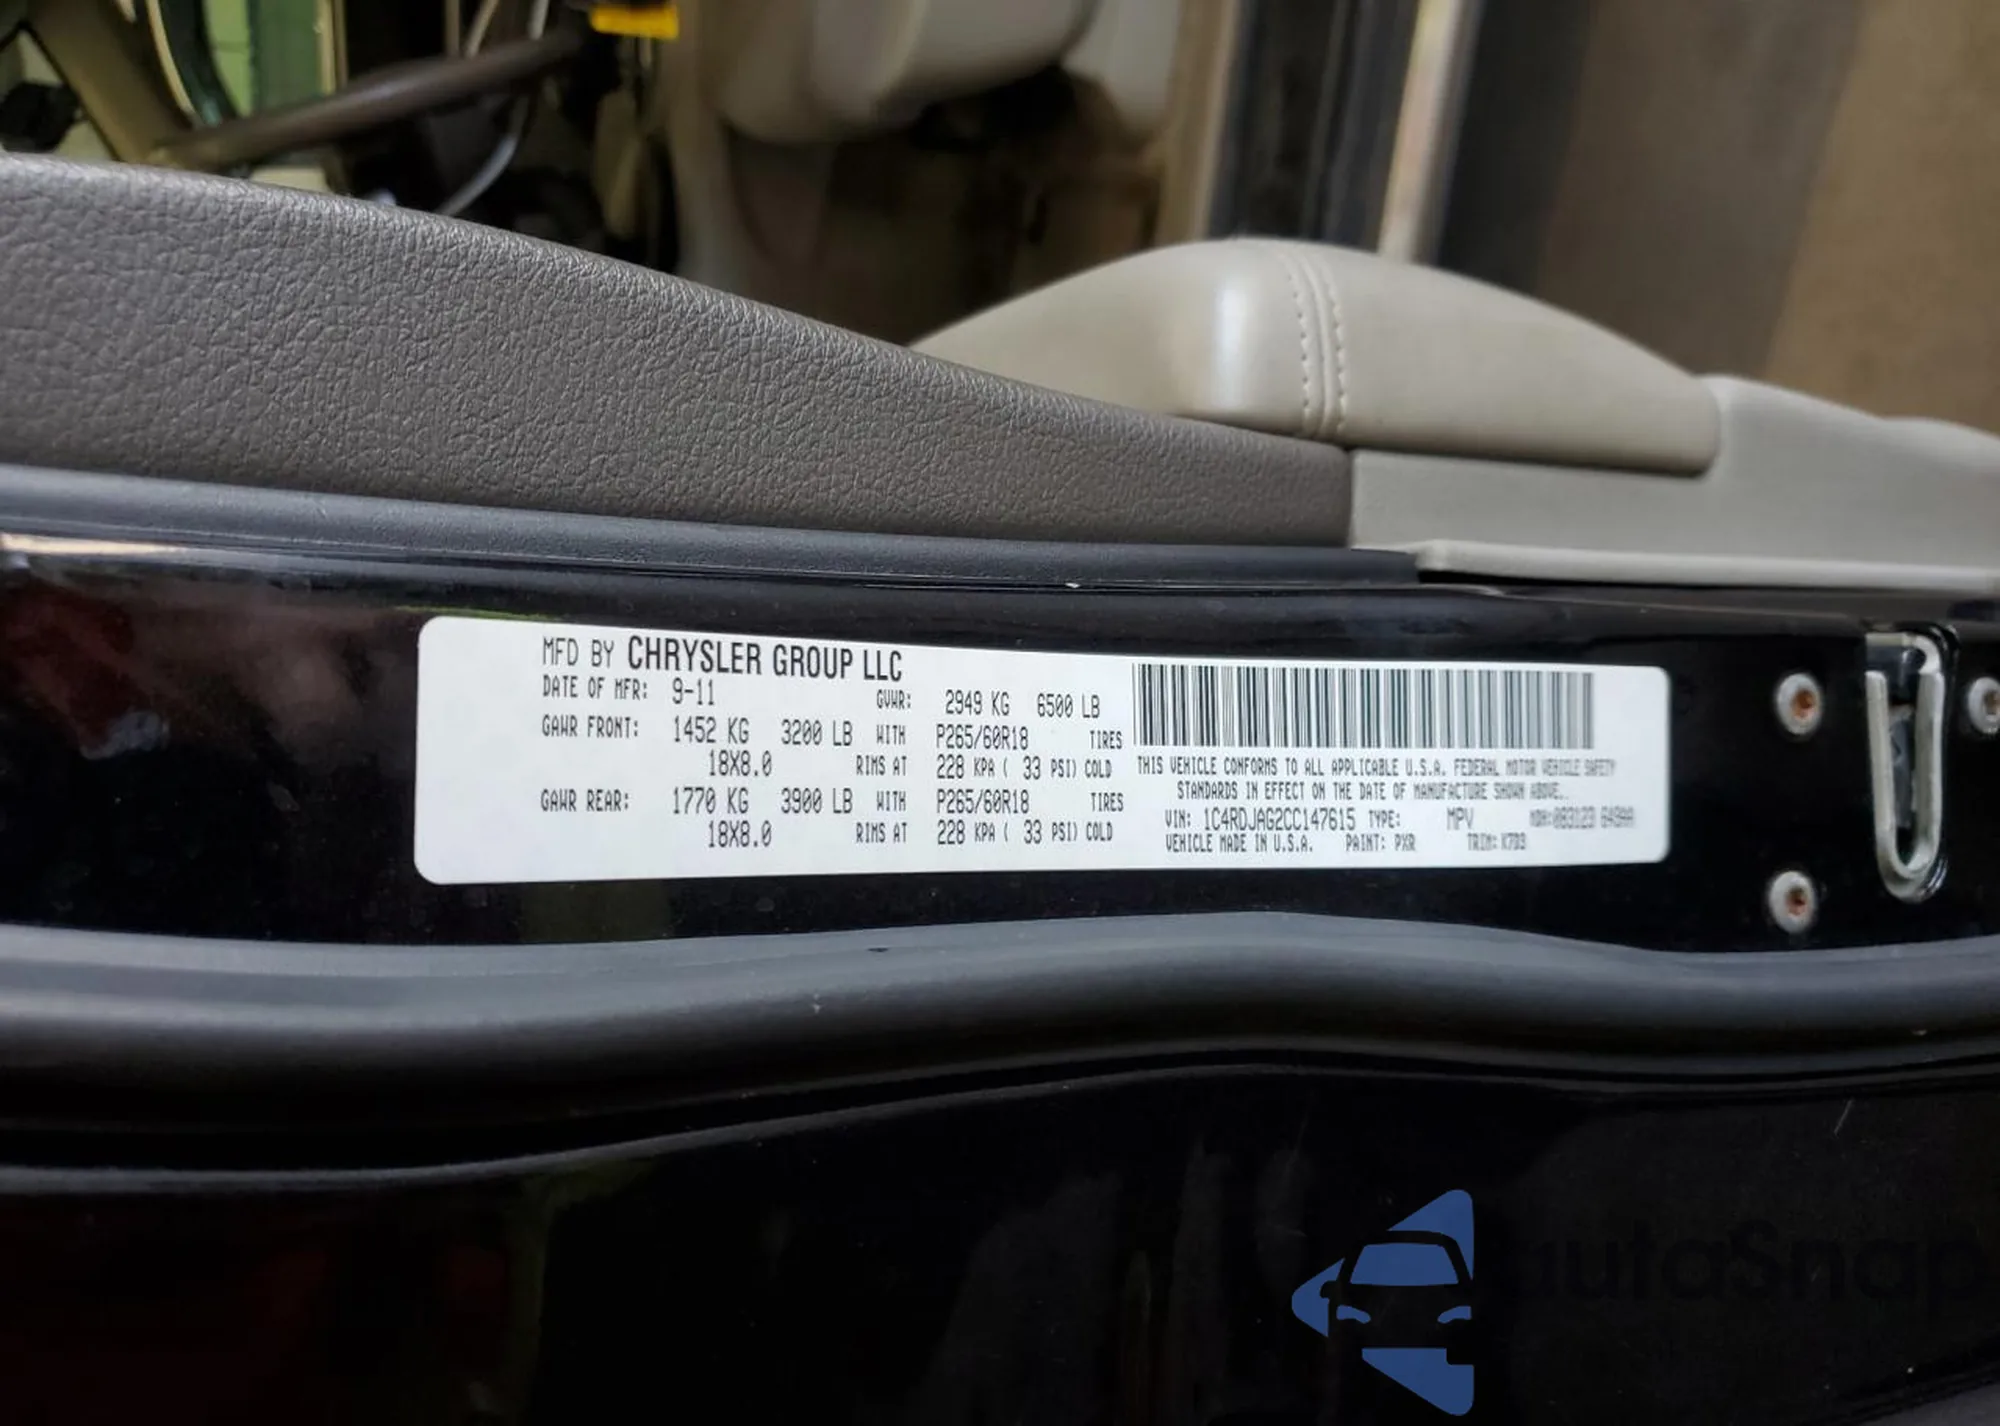 MFD BY CHRYSLER GROUP LLC
DATE OF MFR: 9-11 GVWR: 2949 KG 6500 LB
GAWR FRONT: 1452 KG 3200 LB WITH P265/60R18 TIRES
18X8.0 RIMS AT 228 KPA ( 33 PSI) COLD
GAWR REAR: 1770 KG 3900 LB WITH P265/60R18 TIRES
18X8.0 RIMS AT 228 KPA ( 33 PSI) COLD
THIS VEHICLE CONFORMS TO ALL APPLICABLE U.S.A. FEDERAL MOTOR VEHICLE SAFETY
STANDARDS IN EFFECT ON THE DATE OF MANUFACTURE SHOWN ABOVE.
VIN: 1C4RDJAG2CC147615 TYPE: MPV MDH:
VEHICLE MADE IN U.S.A. PAINT: PXR TRIM:
AutoSnap